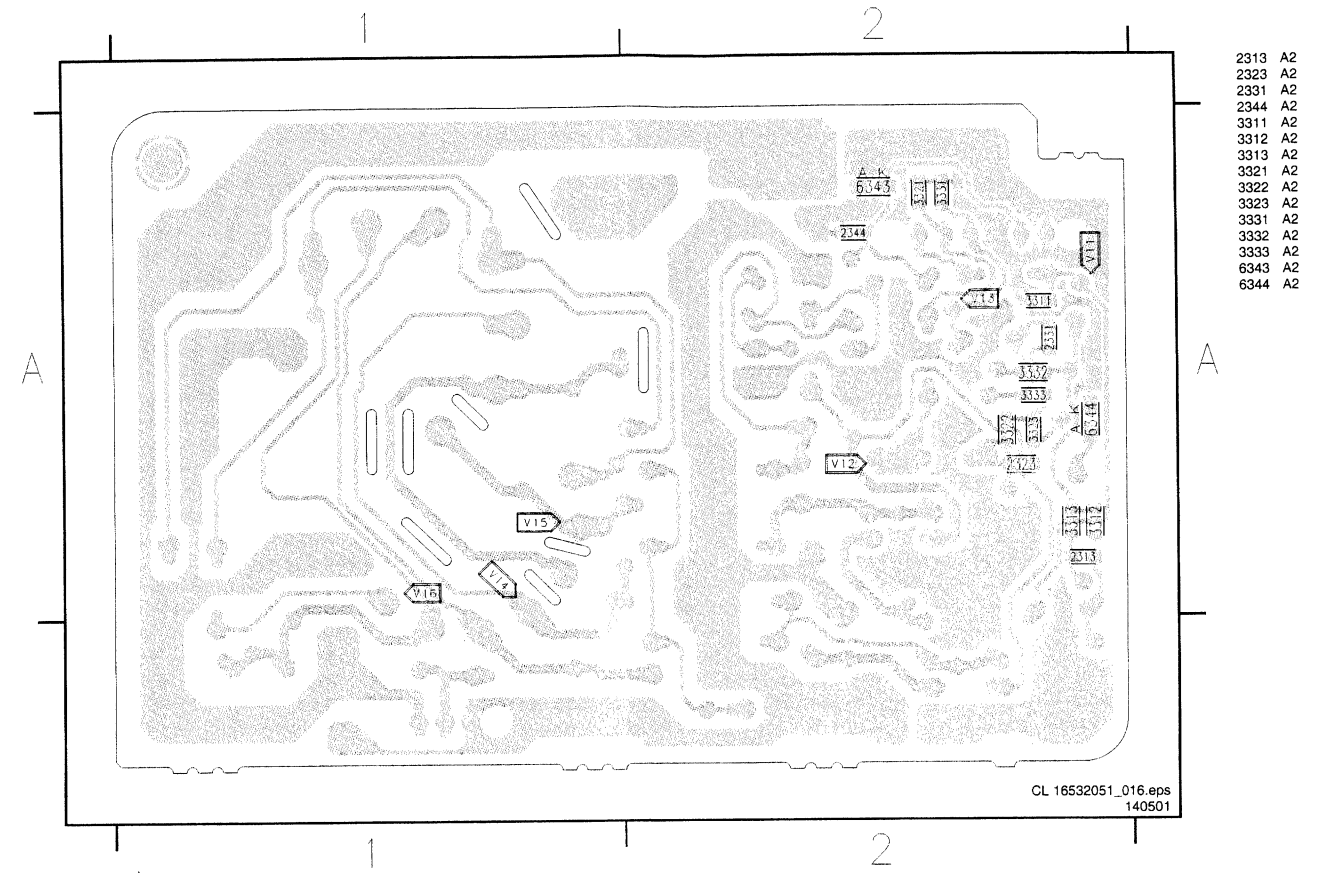 1
2
2313 A2
2323 A2
2331 A2
2344 A2
3311 A2
3312 A2
3313 A2
3321 A2
3322 A2
3323 A2
3331 A2
3332 A2
3333 A2
6343 A2
6344 A2
A K
6343
3321
3331
2344
V11
V13
3311
2331
A
A
3332
3333
A K
6344
3322
3323
V12
2323
V15
3313
3312
2313
V14
V16
CL 16532051_016.eps
140501
1
2